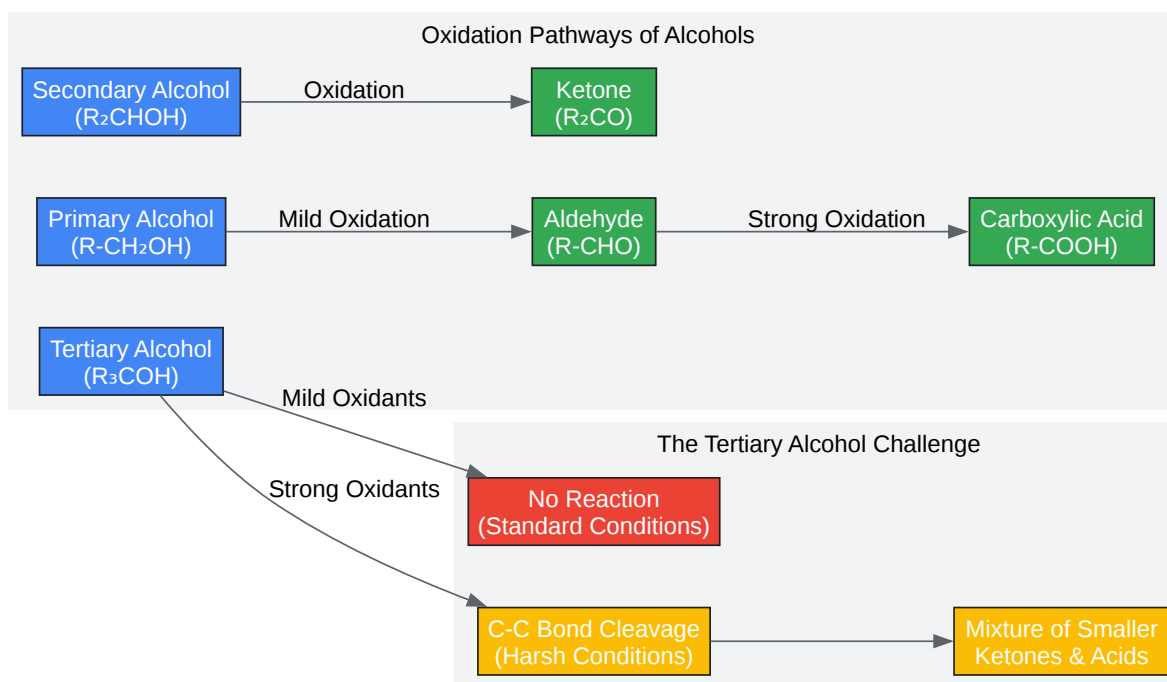 Oxidation Pathways of Alcohols
Secondary Alcohol
(R₂CHOH)
Oxidation
Ketone
(R₂CO)
Primary Alcohol
(R-CH₂OH)
Mild Oxidation
Aldehyde
(R-CHO)
Strong Oxidation
Carboxylic Acid
(R-COOH)
Tertiary Alcohol
(R₃COH)
Mild Oxidants
Strong Oxidants
The Tertiary Alcohol Challenge
No Reaction
(Standard Conditions)
C-C Bond Cleavage
(Harsh Conditions)
Mixture of Smaller
Ketones & Acids